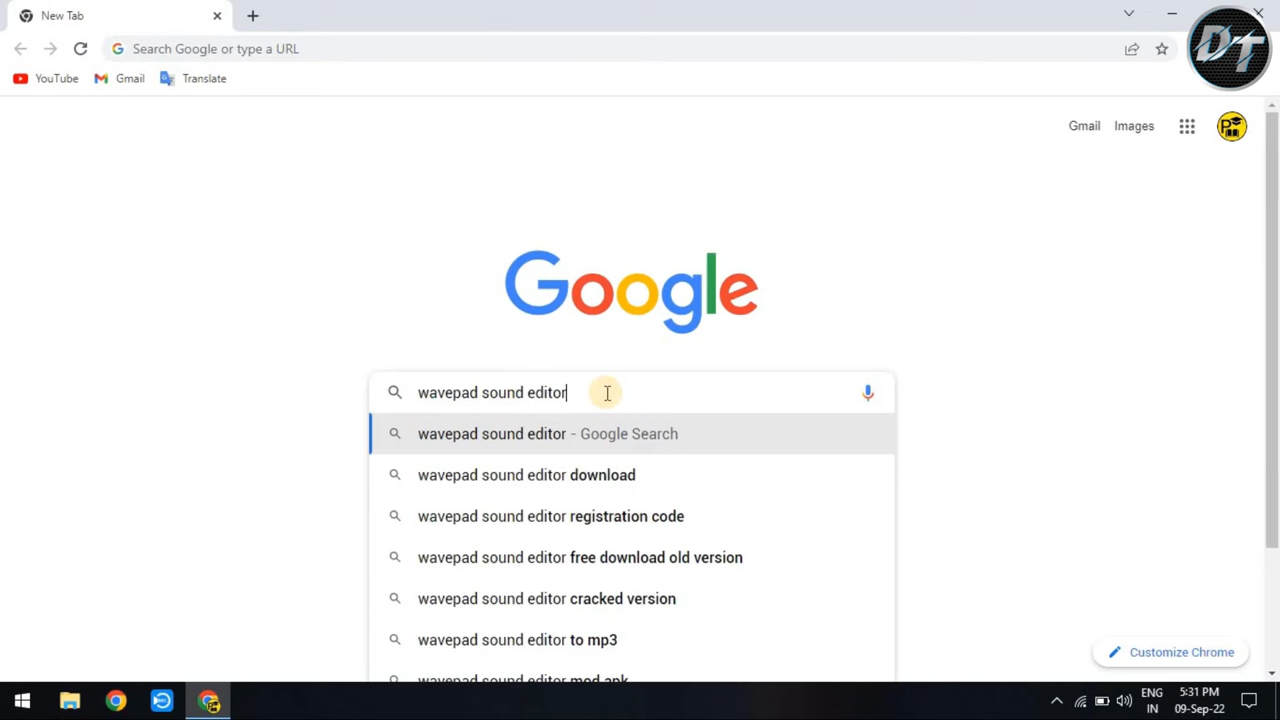 New Tab
Search Google or type a URL
YouTube
Gmail
Translate
DT
Gmail
Images
Google
wavepad sound editor
wavepad sound editor - Google Search
wavepad sound editor download
wavepad sound editor registration code
wavepad sound editor free download old version
wavepad sound editor cracked version
wavepad sound editor to mp3
wavepad sound editor mod apk
Customize Chrome
ENG
IN
5:31 PM
09-Sep-22